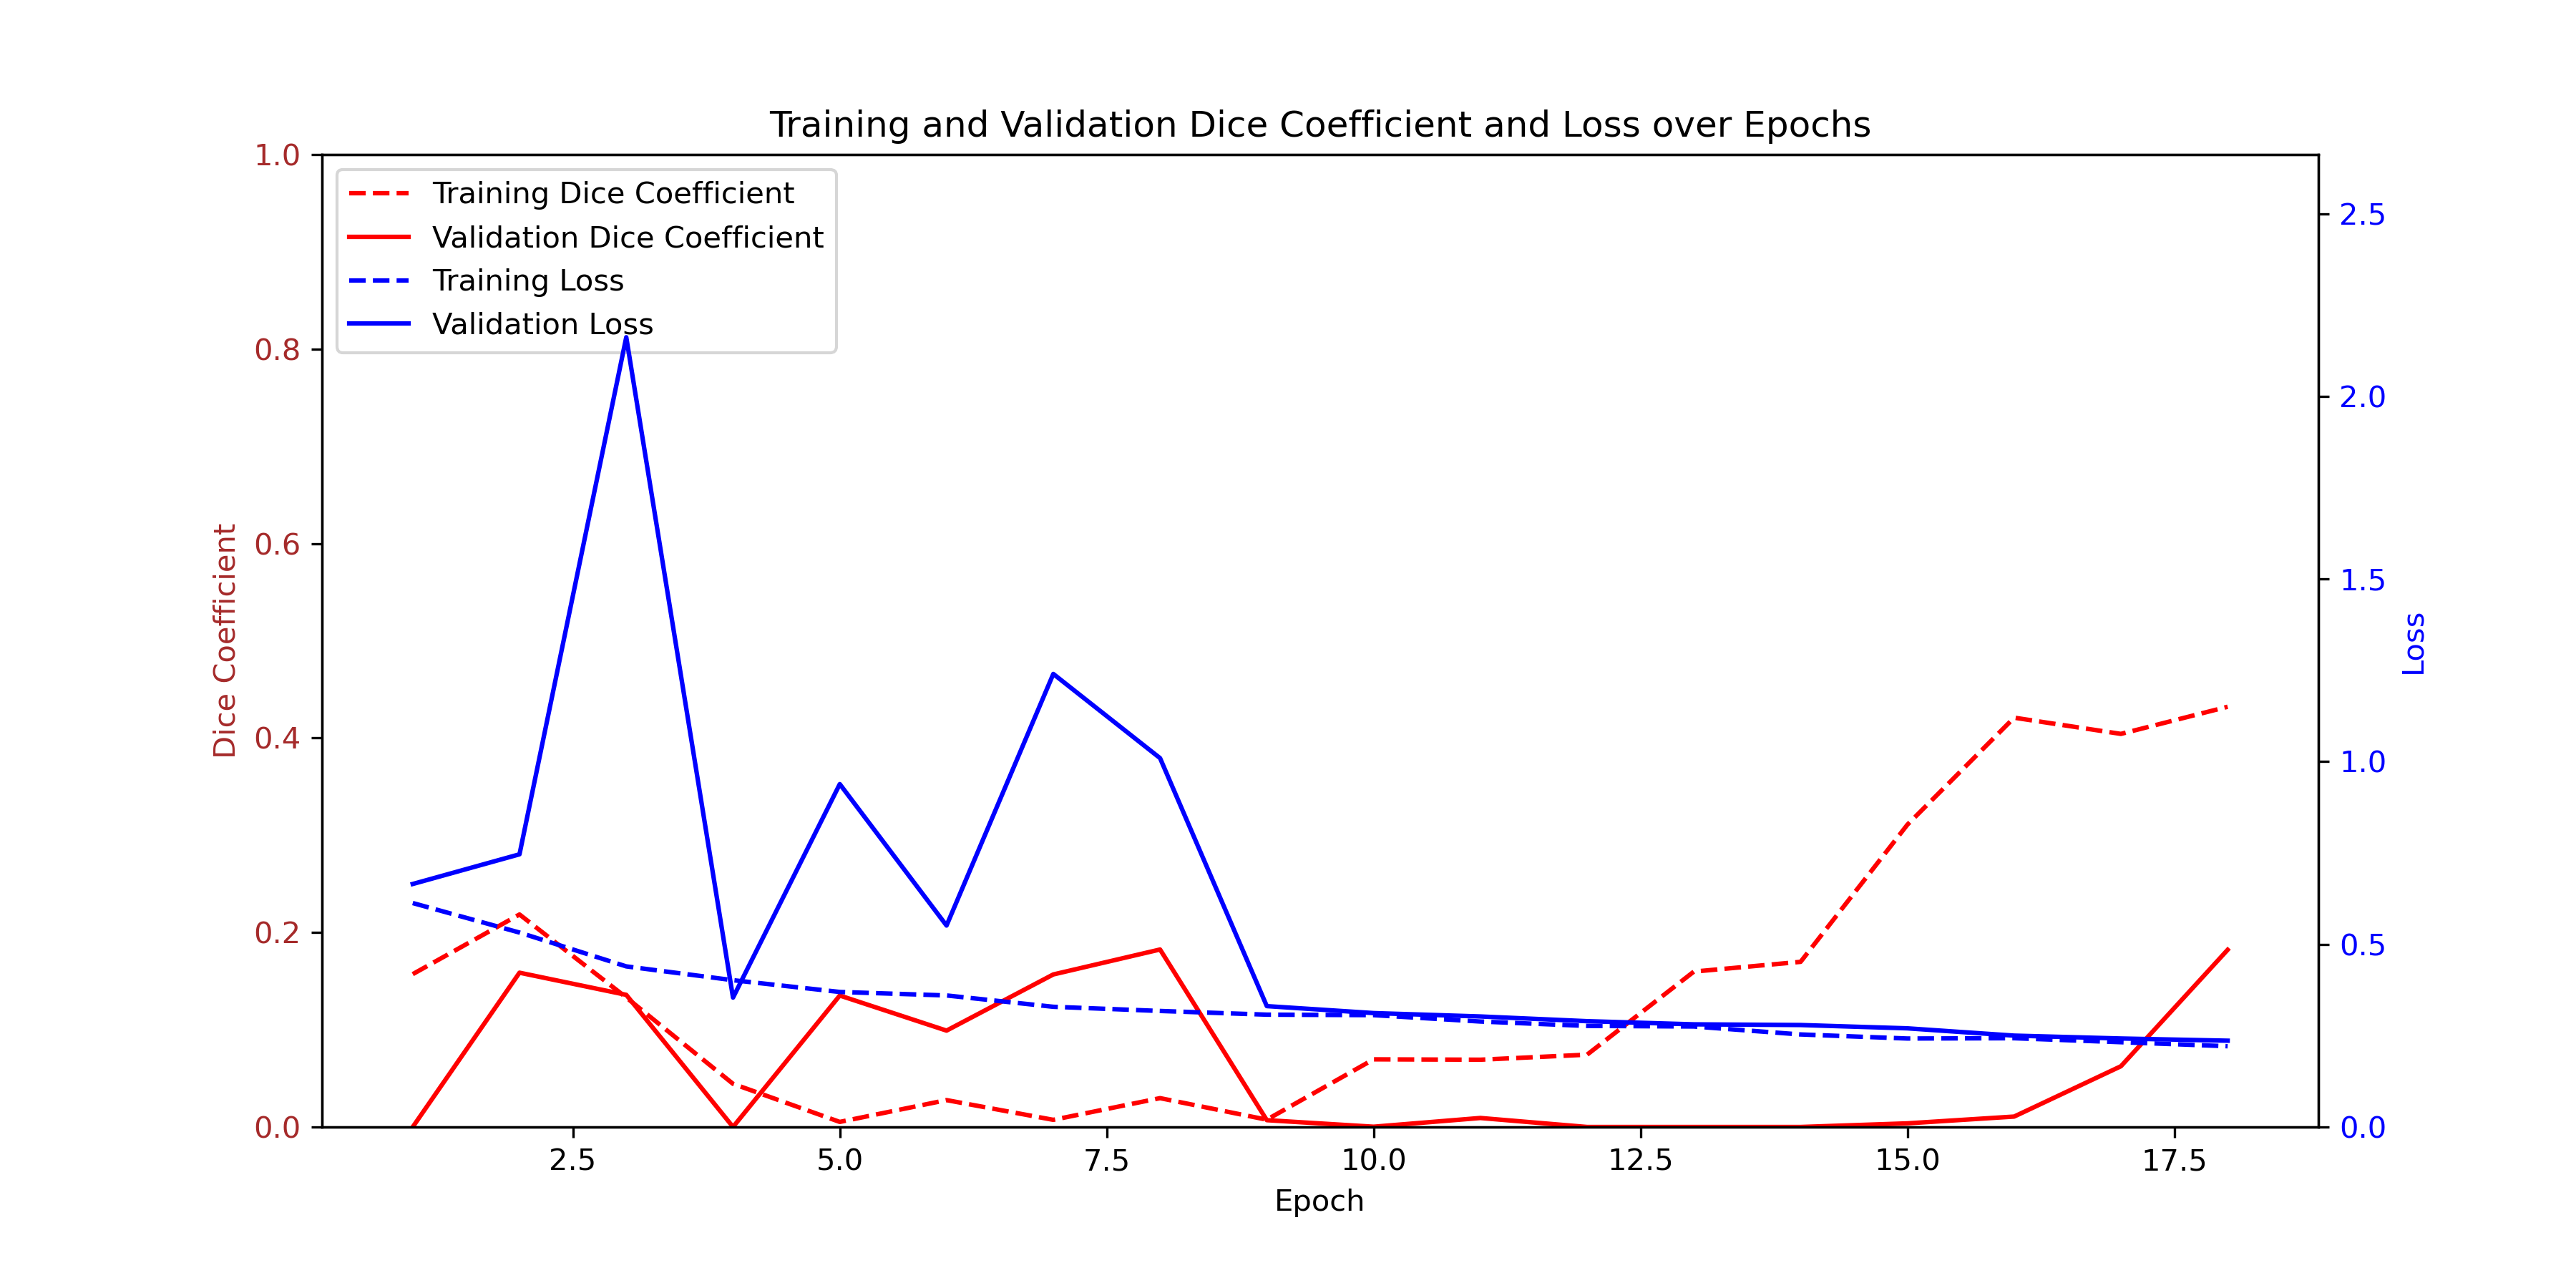 Training and Validation Dice Coefficient and Loss over Epochs
Training Dice Coefficient
Validation Dice Coefficient
Training Loss
Validation Loss
Dice Coefficient
1.0
0.8
0.6
0.4
0.2
0.0
2.5
2.0
1.5
1.0
0.5
0.0
Loss
2.5 5.0 7.5 10.0 12.5 15.0 17.5
Epoch